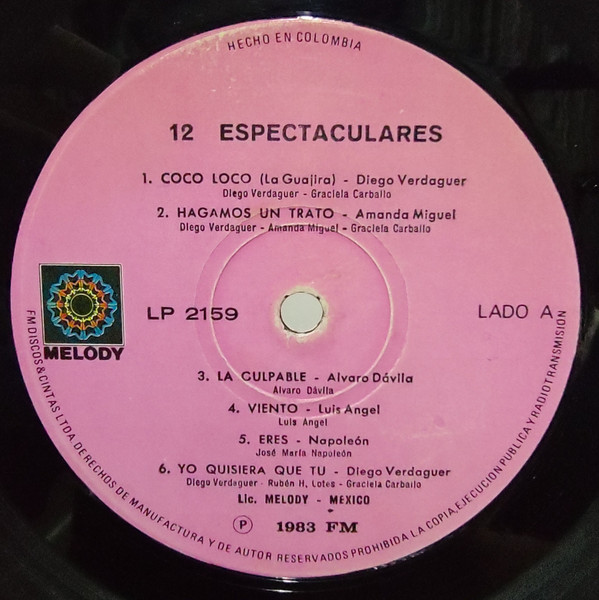 HECHO EN COLOMBIA
12 ESPECTACULARES
1. COCO LOCO (La Guajira) - Diego Verdaguer
Diego Verdaguer - Graciela Carballo
2. HAGAMOS UN TRATO - Amanda Miguel
Diego Verdaguer - Amanda Miguel - Graciela Carballo
MELODY
LP 2159
LADO A
3. LA CULPABLE - Alvaro Dávila
Alvaro Dávila
4. VIENTO - Luis Angel
Luis Angel
5. ERES - Napoleón
José María Napoleón
6. YO QUISIERA QUE TU - Diego Verdaguer
Diego Verdaguer - Rubén H. Lotes - Graciela Carballo
Lic. MELODY - MEXICO
Ⓟ 1983 FM
FM DISCOS & CINTAS LTDA. DERECHOS DE MANUFACTURA Y DE AUTOR RESERVADOS PROHIBIDA LA COPIA, EJECUCION PUBLICA Y RADIOTRANSMISION